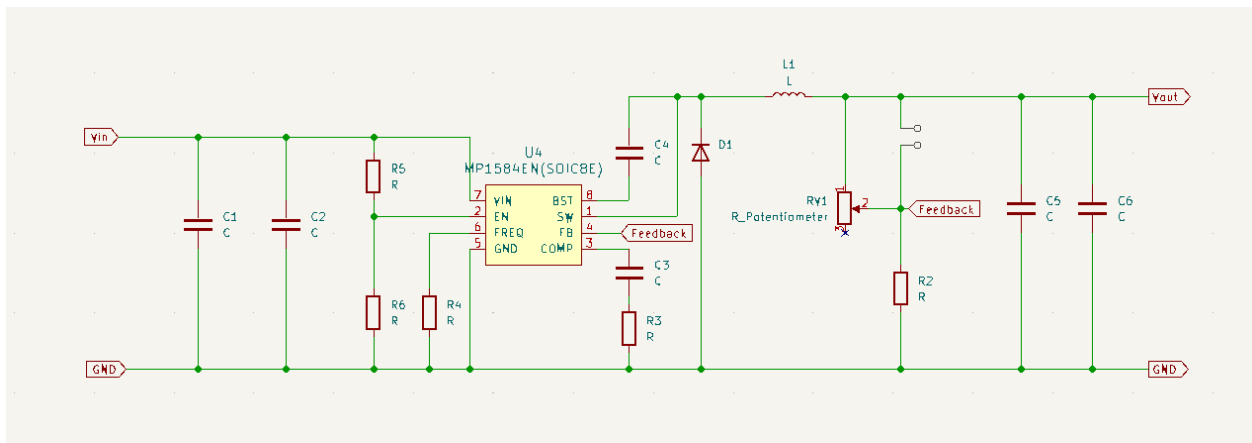 L1
L
Vin
Vout
C1
C
C2
C
R5
R
R6
R
R4
R
U4
MP1584EN(SOIC8E)
7
VIN
BST
8
2
EN
SW
1
6
FREQ
FB
4
5
GND
COMP
3
Feedback
C4
C
D1
C3
C
R3
R
RV1
R_Potentiometer
1
2
3
Feedback
R2
R
C5
C
C6
C
GND
GND